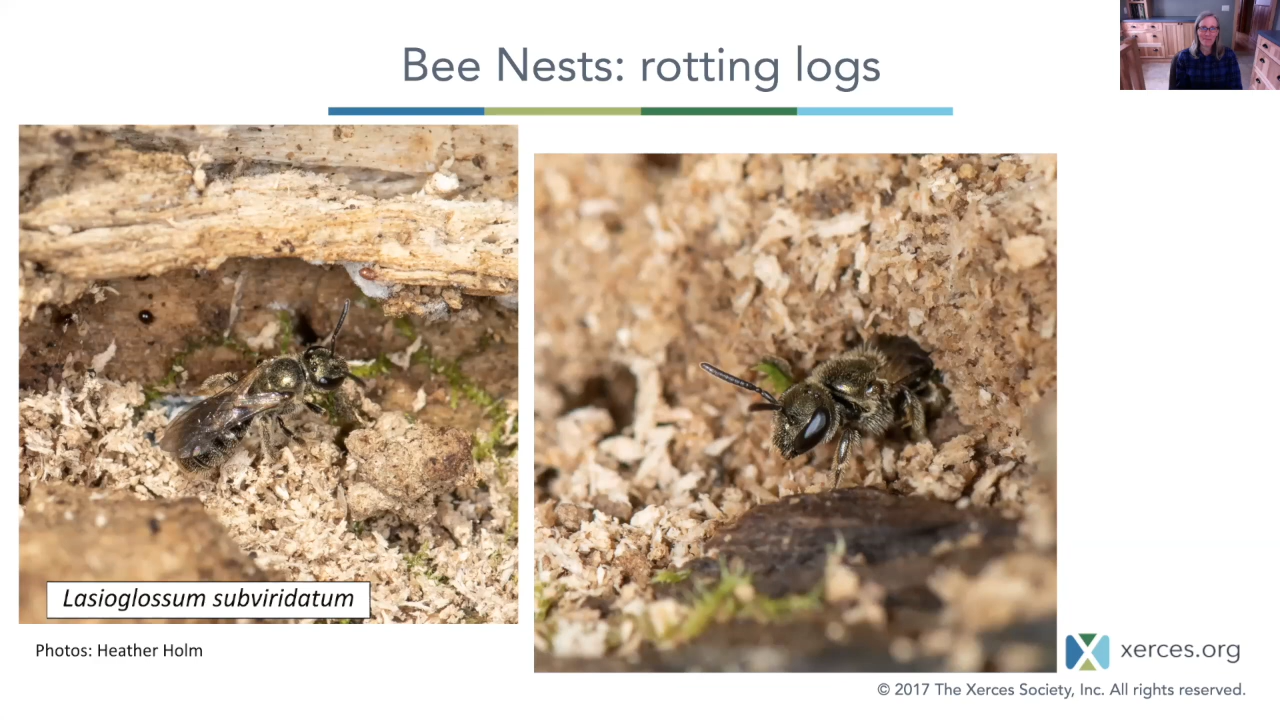 Bee Nests: rotting logs
Lasioglossum subviridatum
Photos: Heather Holm
xerces.org
© 2017 The Xerces Society, Inc. All rights reserved.